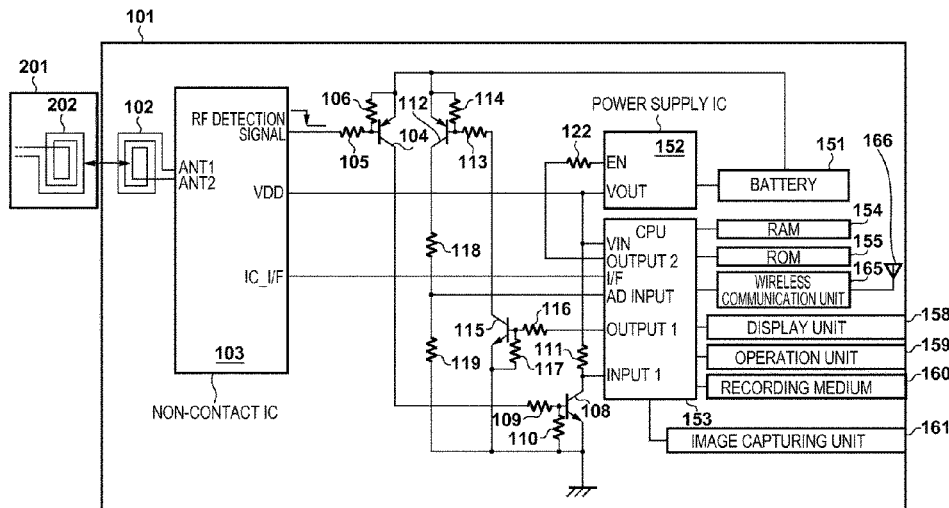 101
201
202
102
106
112
114
RF DETECTION
SIGNAL
104
105
113
POWER SUPPLY IC
122
EN
152
151
166
ANT1
ANT2
VDD
VOUT
BATTERY
CPU
154
RAM
118
VIN
155
OUTPUT 2
ROM
165
IC_I/F
I/F
WIRELESS
COMMUNICATION UNIT
AD INPUT
116
158
115
OUTPUT 1
DISPLAY UNIT
103
119
117
111
159
OPERATION UNIT
INPUT 1
160
RECORDING MEDIUM
NON-CONTACT IC
109
108
110
153
161
IMAGE CAPTURING UNIT